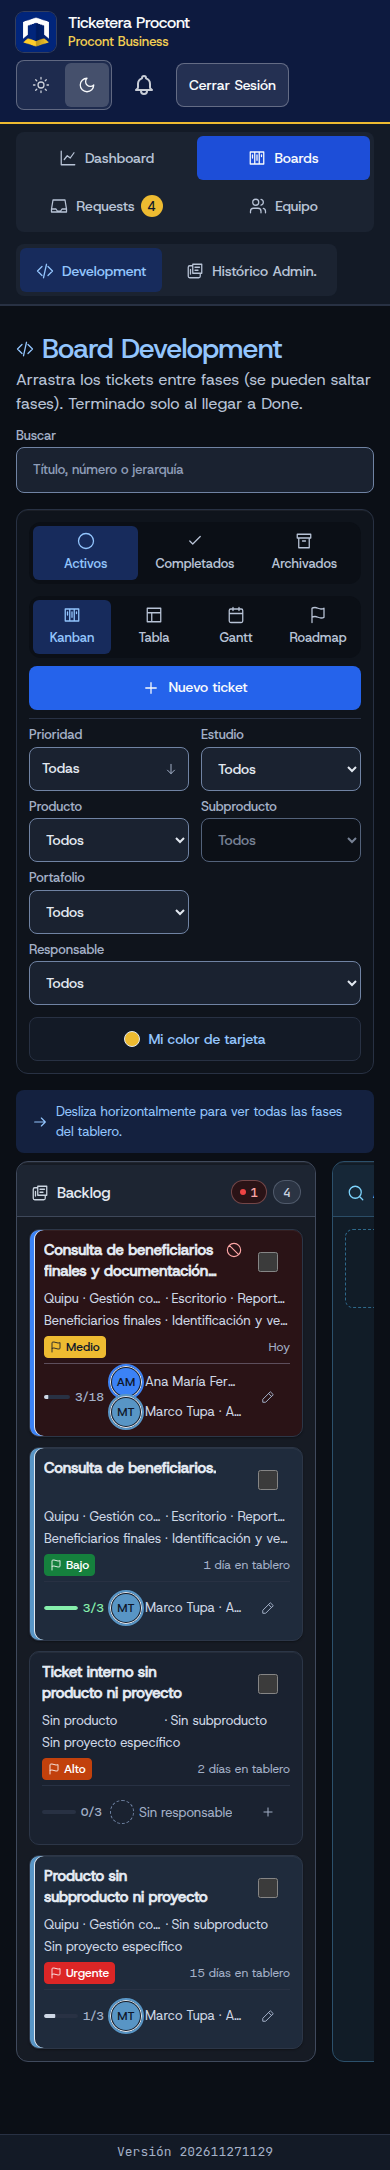 Ticketera Procont
Procont Business
Cerrar Sesión
Dashboard
Boards
Requests 4
Equipo
Development
Histórico Admin.
Board Development
Arrastra los tickets entre fases (se pueden saltar
fases). Terminado solo al llegar a Done.
Buscar
Título, número o jerarquía
Activos
Completados
Archivados
Kanban
Tabla
Gantt
Roadmap
Nuevo ticket
Prioridad
Estudio
Todas
Todos
Producto
Subproducto
Todos
Todos
Portafolio
Todos
Responsable
Todos
Mi color de tarjeta
Desliza horizontalmente para ver todas las fases
del tablero.
Backlog
1
4
Consulta de beneficiarios
finales y documentación...
Quipu · Gestión co... · Escritorio · Report...
Beneficiarios finales · Identificación y ve...
Medio
Hoy
3/18
AM
Ana María Fer...
MT
Marco Tupa · A...
Consulta de beneficiarios.
Quipu · Gestión co... · Escritorio · Report...
Beneficiarios finales · Identificación y ve...
Bajo
1 día en tablero
3/3
MT
Marco Tupa · A...
Ticket interno sin
producto ni proyecto
Sin producto · Sin subproducto
Sin proyecto específico
Alto
2 días en tablero
0/3
Sin responsable
Producto sin
subproducto ni proyecto
Quipu · Gestión co... · Sin subproducto
Sin proyecto específico
Urgente
15 días en tablero
1/3
MT
Marco Tupa · A...
Versión 202611271129